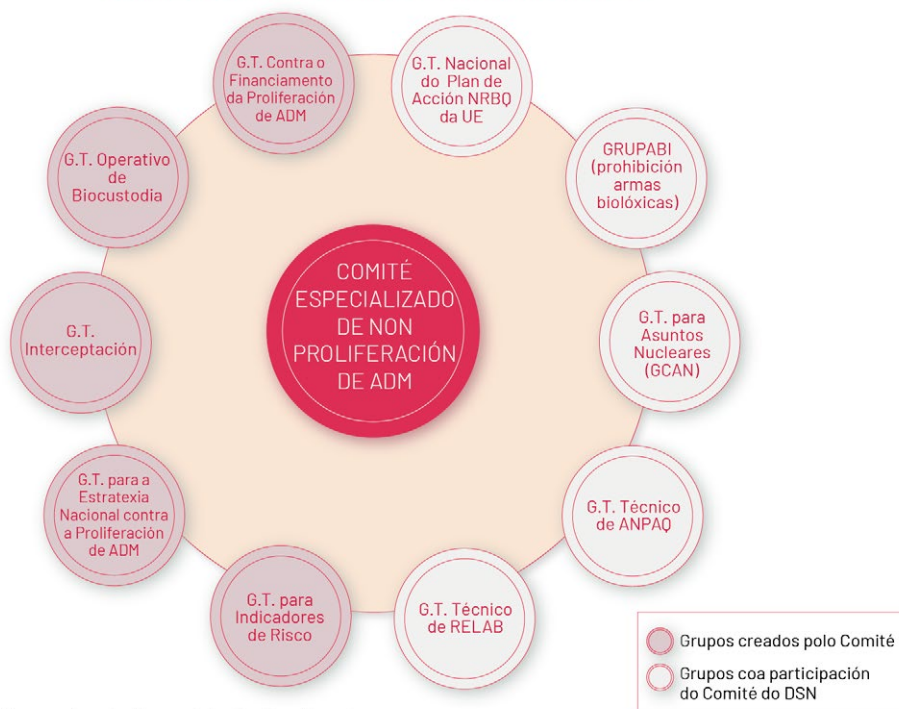 G.T. Contra o
Financiamento
da Proliferación
de ADM
G.T. Nacional
do Plan de
Acción NRBQ
da UE
G.T. Operativo
de
Biocustodia
GRUPABI
(prohibición
armas
biolóxicas)
COMITÉ
ESPECIALIZADO
DE NON
PROLIFERACIÓN
DE ADM
G.T.
Interceptación
G.T. para
Asuntos
Nucleares
(GCAN)
G.T. para a
Estratexia
Nacional contra
a Proliferación
de ADM
G.T. Técnico
de ANPAQ
G.T. para
Indicadores
de Risco
G.T. Técnico
de RELAB
Grupos creados polo Comité
Grupos coa participación
do Comité do DSN